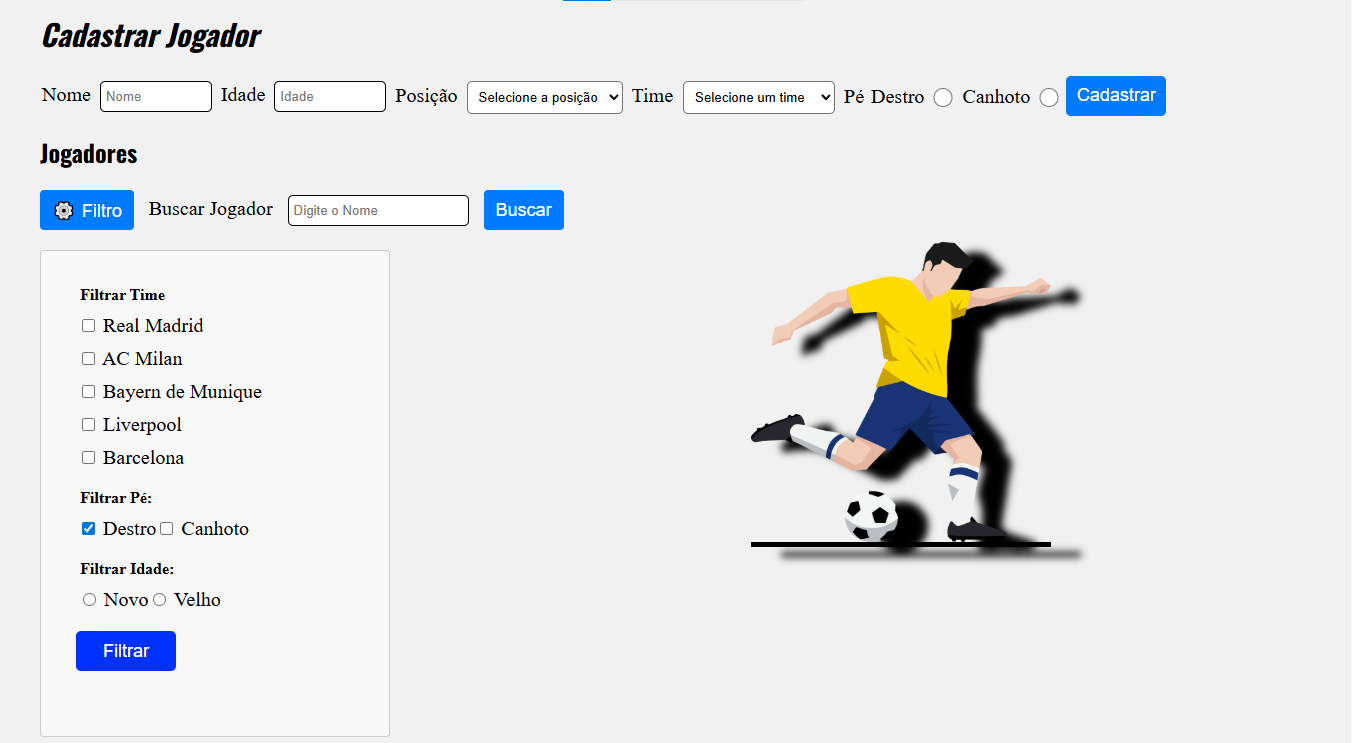 Cadastrar Jogador
Nome Nome Idade Idade Posição Selecione a posição Time Selecione um time Pé Destro Canhoto Cadastrar
Jogadores
Filtro Buscar Jogador Digite o Nome Buscar
Filtrar Time
Real Madrid
AC Milan
Bayern de Munique
Liverpool
Barcelona
Filtrar Pé:
Destro Canhoto
Filtrar Idade:
Novo Velho
Filtrar